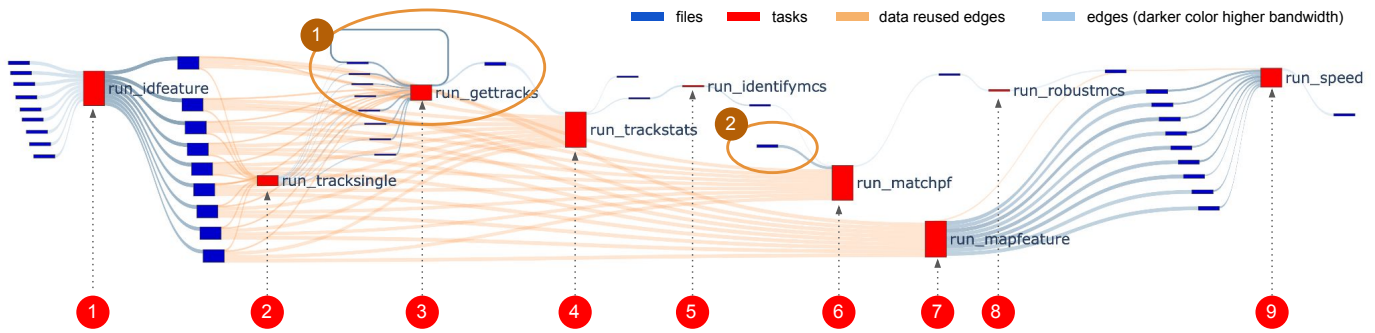 files
tasks
data reused edges
edges (darker color higher bandwidth)
1
run_idfeature
run_gettracks
run_identifymcs
run_robustmcs
run_speed
run_trackstats
2
run_tracksingle
run_matchpf
run_mapfeature
1
2
3
4
5
6
7
8
9